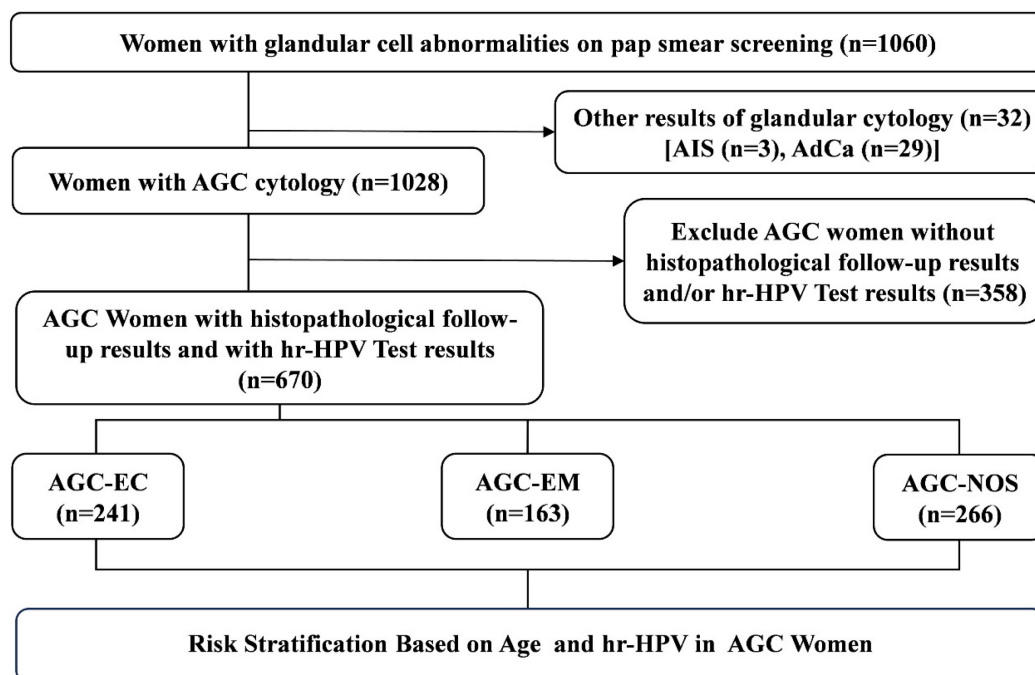 Women with glandular cell abnormalities on pap smear screening (n=1060)
Other results of glandular cytology (n=32)
[AIS (n=3), AdCa (n=29)]
Women with AGC cytology (n=1028)
Exclude AGC women without
histopathological follow-up results
and/or hr-HPV Test results (n=358)
AGC Women with histopathological follow-
up results and with hr-HPV Test results
(n=670)
AGC-EC
(n=241)
AGC-EM
(n=163)
AGC-NOS
(n=266)
Risk Stratification Based on Age and hr-HPV in AGC Women